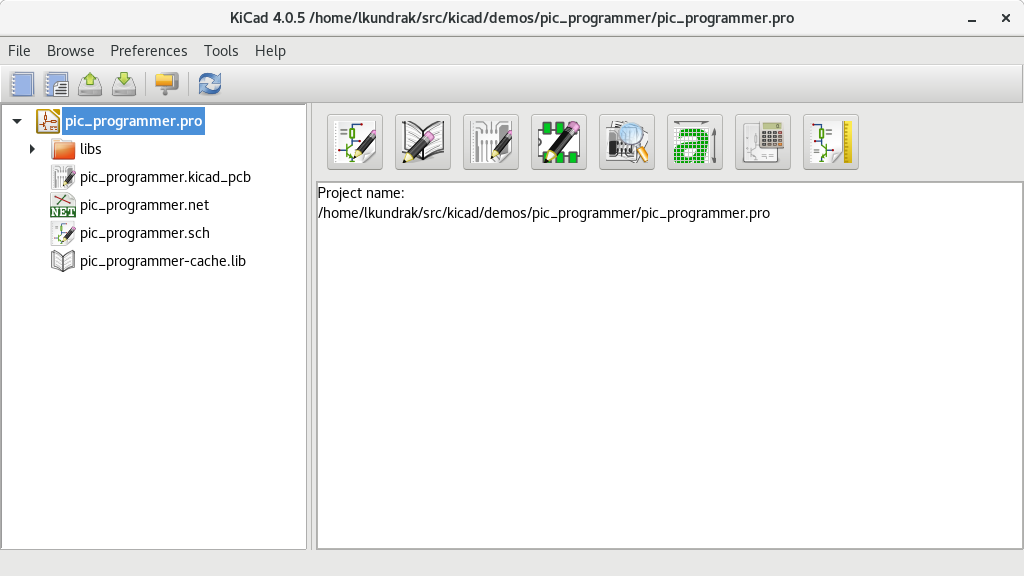 KiCad 4.0.5 /home/lkundrak/src/kicad/demos/pic_programmer/pic_programmer.pro
File Browse Preferences Tools Help
pic_programmer.pro
libs
pic_programmer.kicad_pcb
NET
pic_programmer.net
pic_programmer.sch
pic_programmer-cache.lib
a
Project name:
/home/lkundrak/src/kicad/demos/pic_programmer/pic_programmer.pro